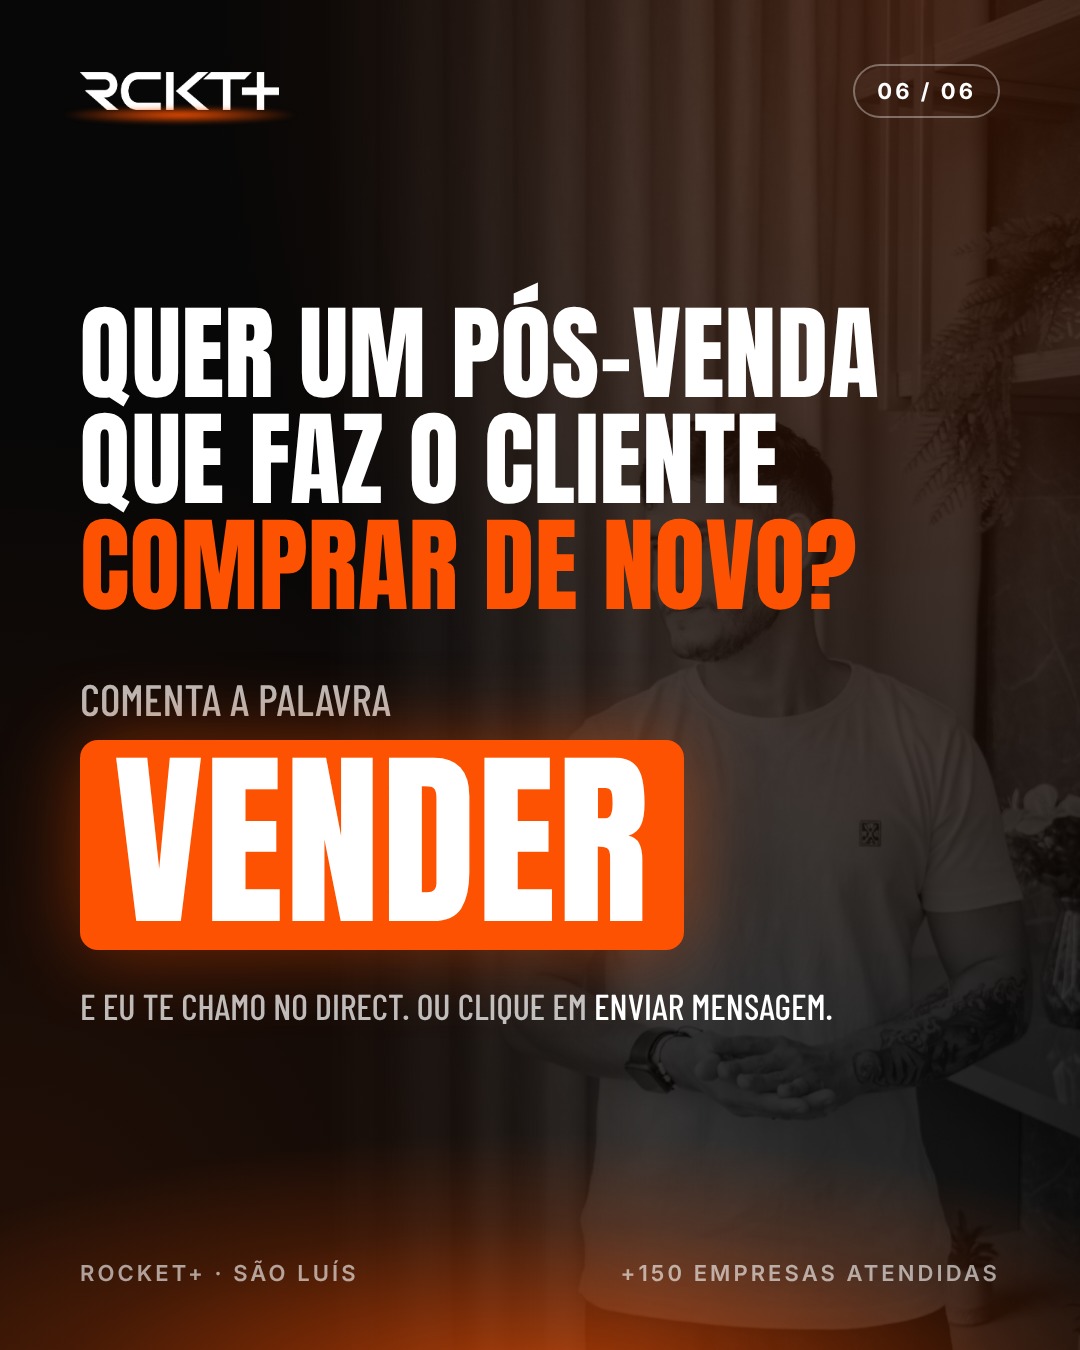 RCKT+
06 / 06
QUER UM PÓS-VENDA
QUE FAZ O CLIENTE
COMPRAR DE NOVO?
COMENTA A PALAVRA
VENDER
E EU TE CHAMO NO DIRECT. OU CLIQUE EM ENVIAR MENSAGEM.
ROCKET+ · SÃO LUÍS
+150 EMPRESAS ATENDIDAS